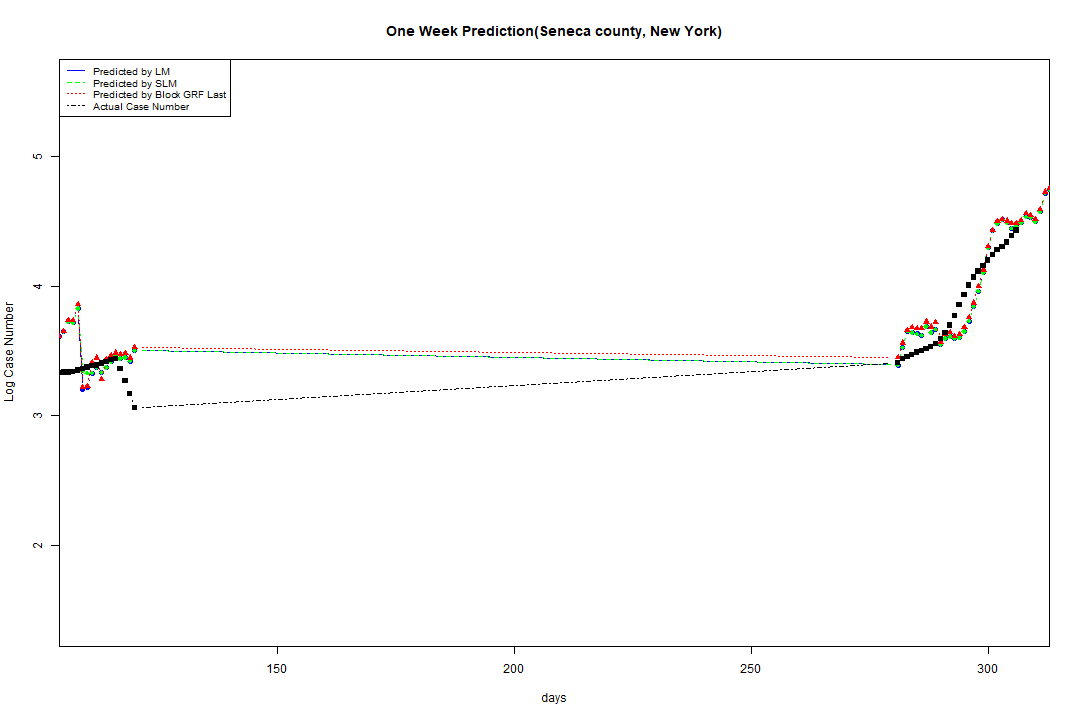 One Week Prediction(Seneca county, New York)
Predicted by LM
Predicted by SLM
Predicted by Block GRF Last
Actual Case Number
Log Case Number
5
4
3
2
150 200 250 300
days